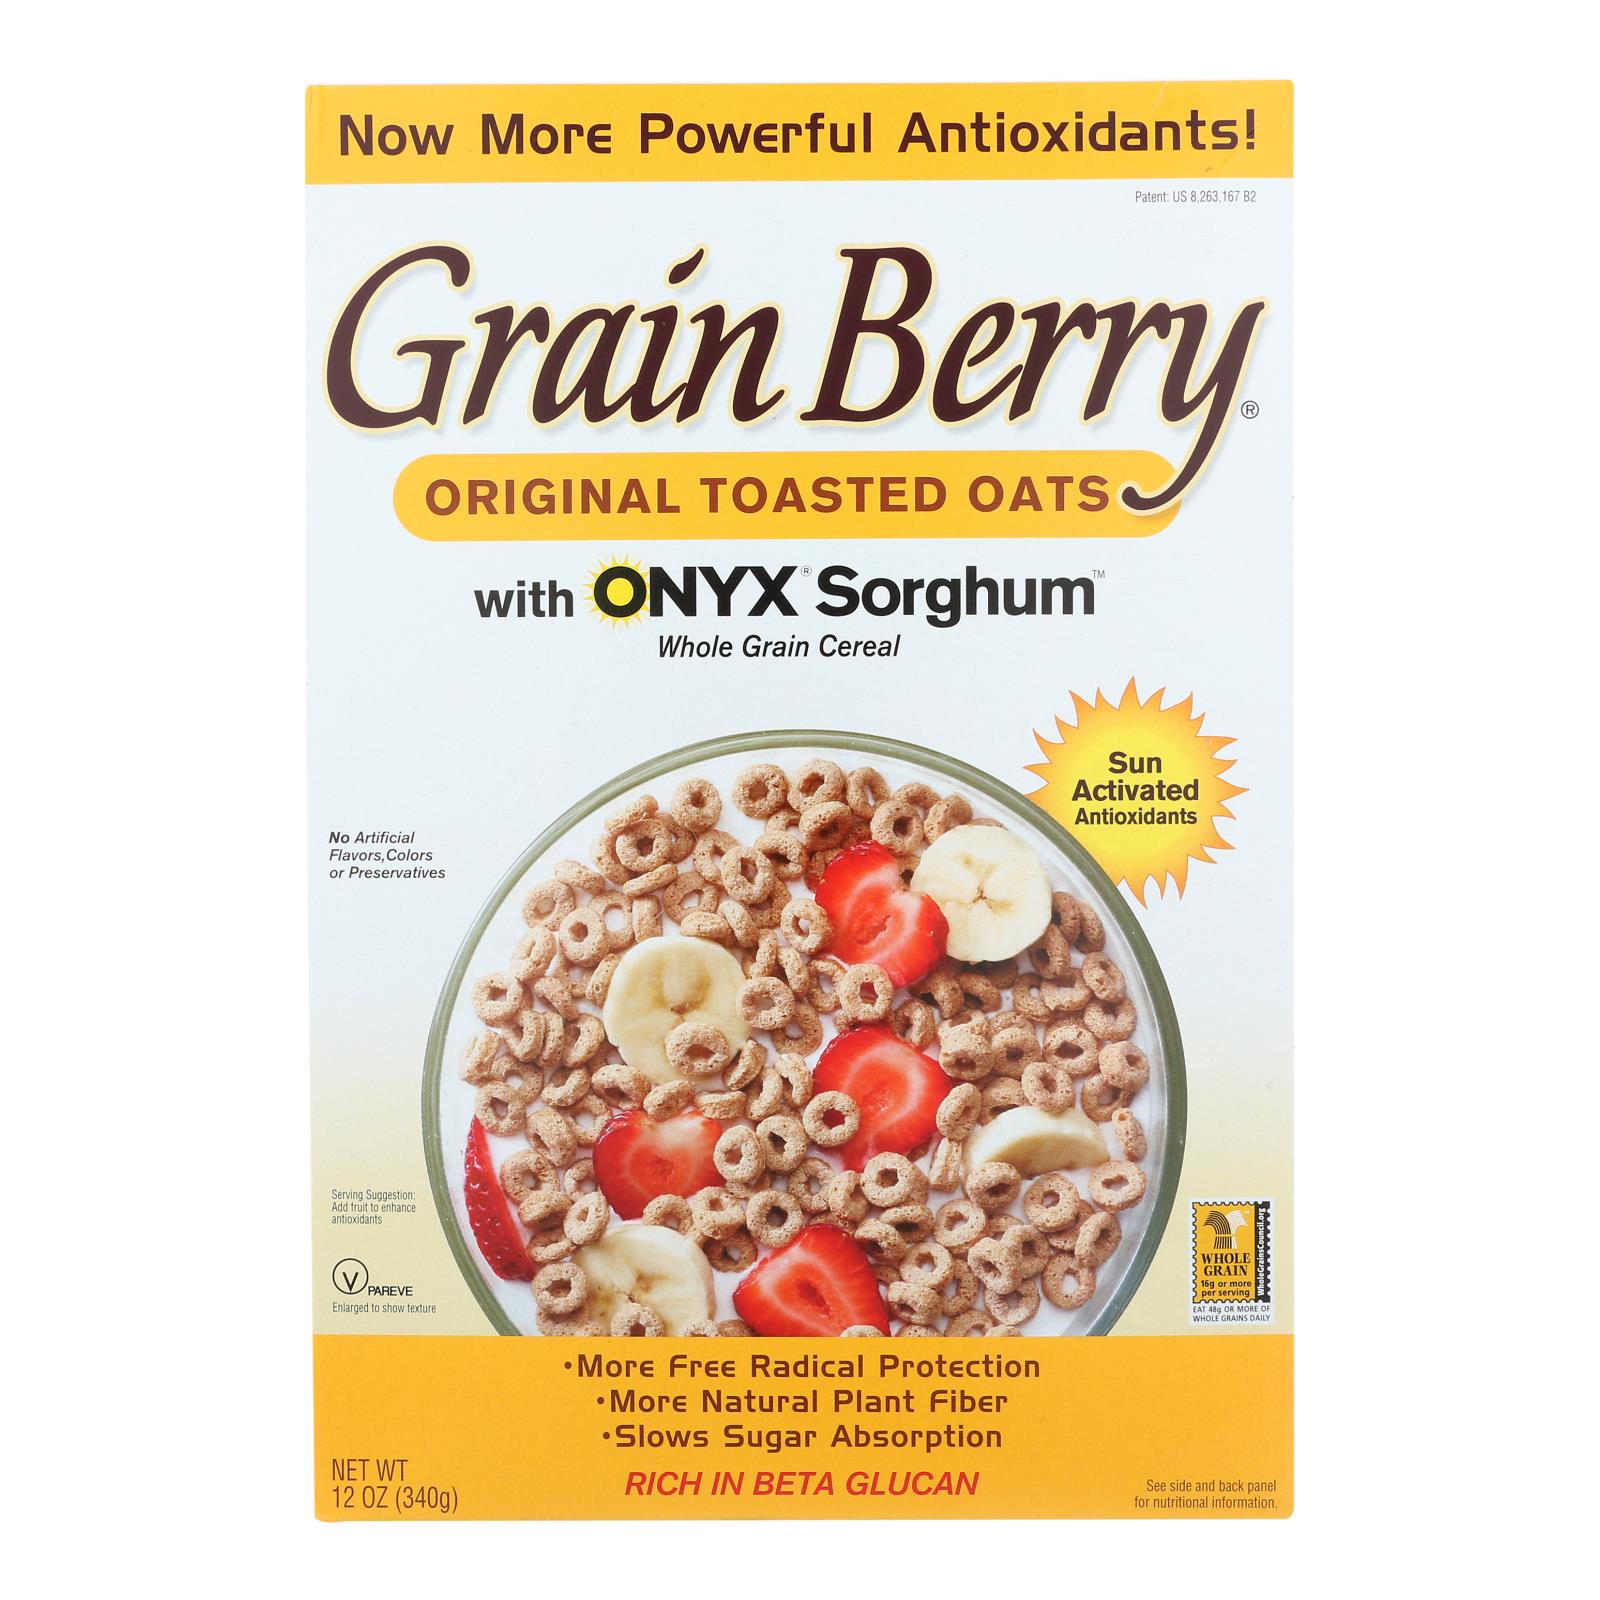 Now More Powerful Antioxidants!
Patent: US 8,263,167 B2
Grain Berry®
ORIGINAL TOASTED OATS
with ONYX® Sorghum™
Whole Grain Cereal
Sun
Activated
Antioxidants
No Artificial
Flavors,Colors
or Preservatives
Serving Suggestion:
Add fruit to enhance
antioxidants
V PAREVE
Enlarged to show texture
WHOLE
GRAIN
16g or more
per serving
WholeGrainsCouncil.org
EAT 48g OR MORE OF
WHOLE GRAINS DAILY
•More Free Radical Protection
•More Natural Plant Fiber
•Slows Sugar Absorption
RICH IN BETA GLUCAN
NET WT
12 OZ (340g)
See side and back panel
for nutritional information.